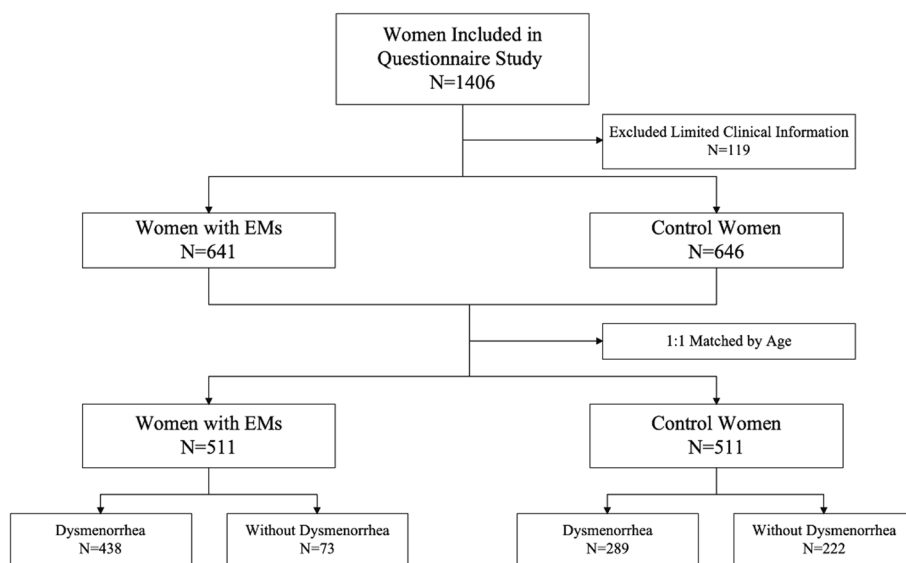 Women Included in
Questionnaire Study
N=1406
Excluded Limited Clinical Information
N=119
Women with EMs
N=641
Control Women
N=646
1:1 Matched by Age
Women with EMs
N=511
Control Women
N=511
Dysmenorrhea
N=438
Without Dysmenorrhea
N=73
Dysmenorrhea
N=289
Without Dysmenorrhea
N=222